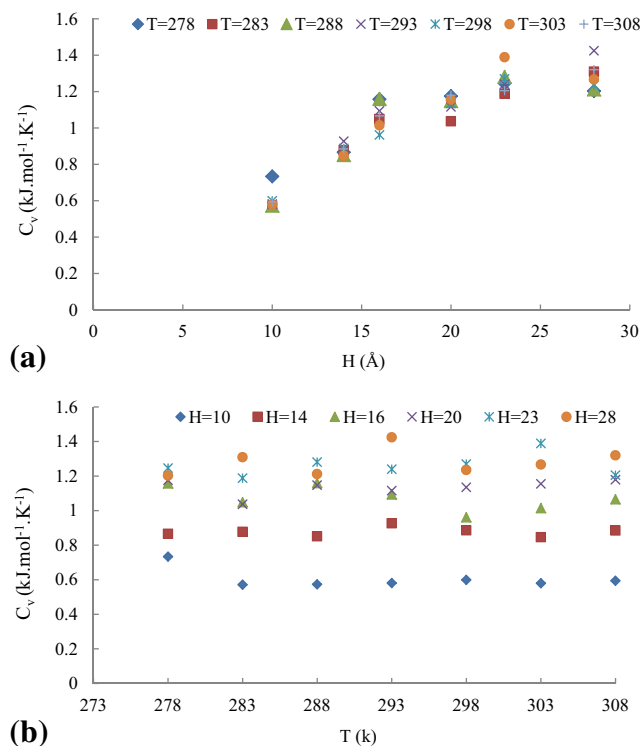 T=278 T=283 T=288 T=293 T=298 T=303 T=308
1.6
1.4
1.2
1
0.8
0.6
0.4
0.2
0
C_v (kJ.mol⁻¹.K⁻¹)
0 5 10 15 20 25 30
(a)
H (Å)
H=10 H=14 H=16 H=20 H=23 H=28
1.6
1.4
1.2
1
0.8
0.6
0.4
0.2
0
C_v (kJ.mol⁻¹.K⁻¹)
273 278 283 288 293 298 303 308
(b)
T (k)